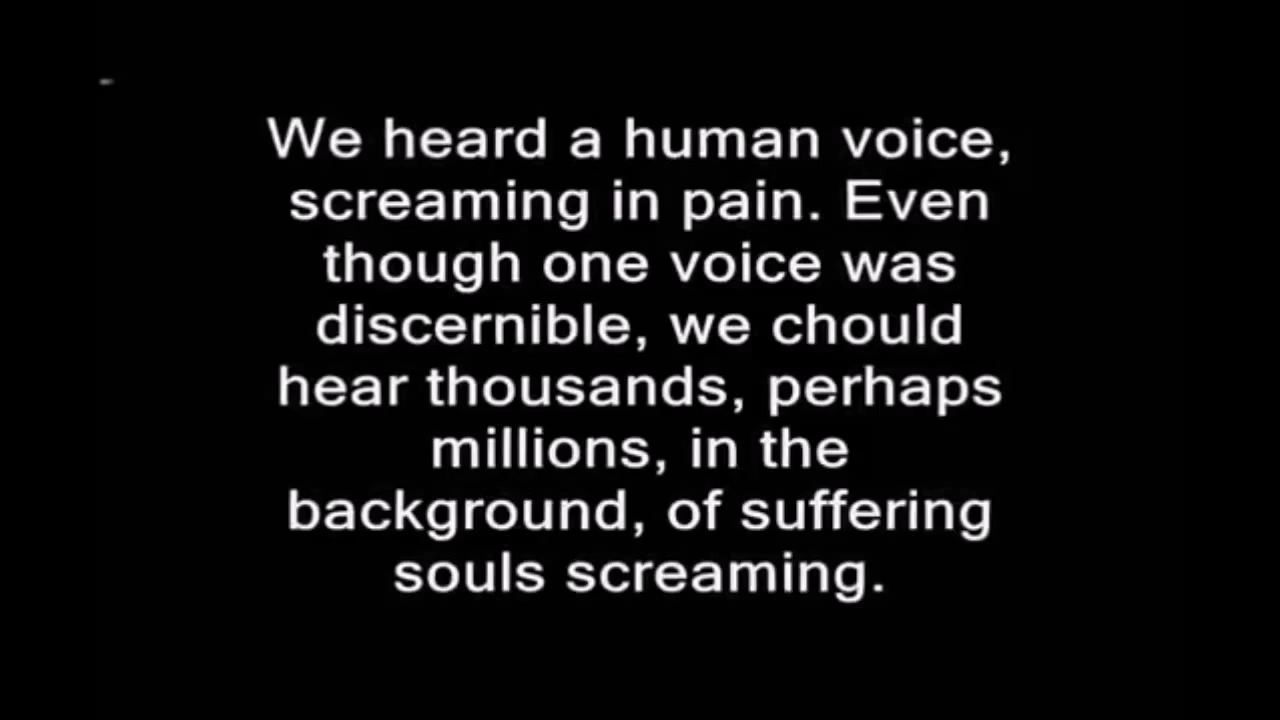 We heard a human voice,
screaming in pain. Even
though one voice was
discernible, we chould
hear thousands, perhaps
millions, in the
background, of suffering
souls screaming.